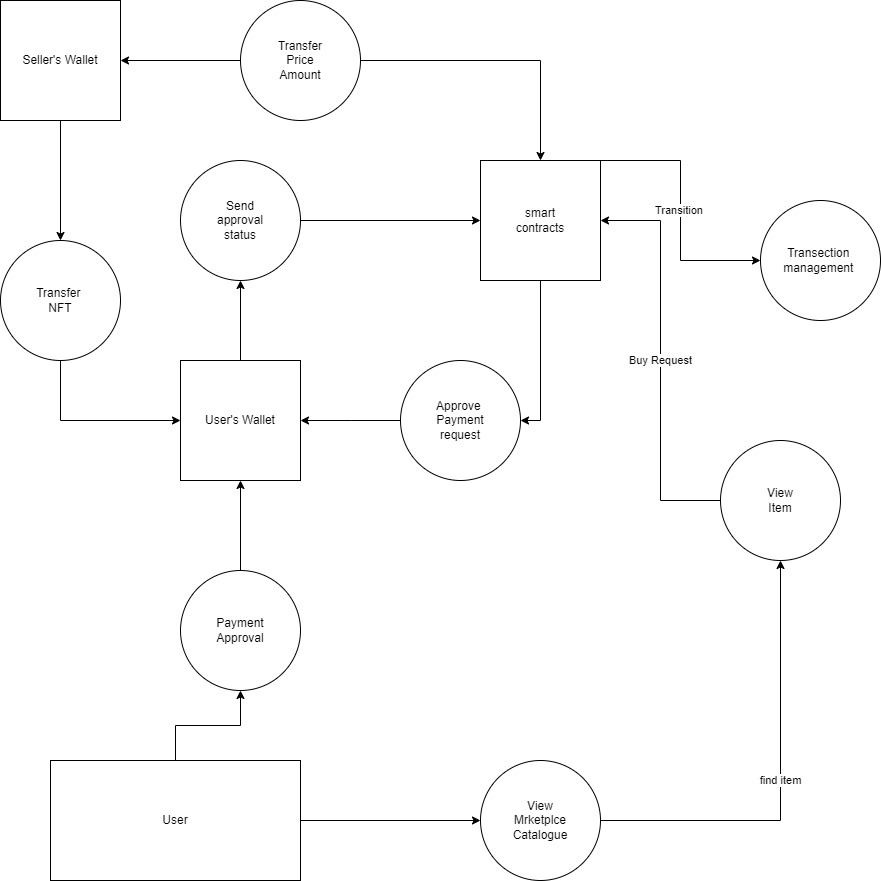 Seller's Wallet
Transfer
Price
Amount
Send
approval
status
smart
contracts
Transition
Transection
management
Transfer
NFT
Buy Request
User's Wallet
Approve
Payment
request
View
Item
Payment
Approval
find item
User
View
Mrketplce
Catalogue